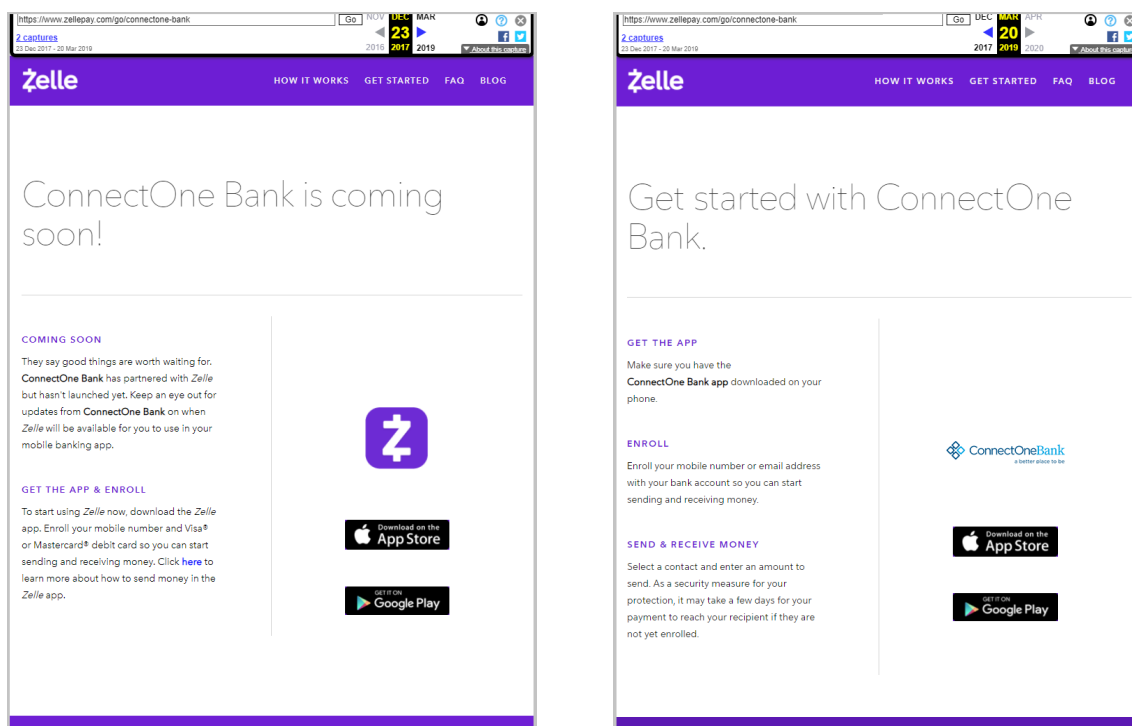 https://www.zellepay.com/go/connectone-bank
Go
NOV DEC MAR
23
2016 2017 2019
2 captures
23 Dec 2017 - 20 Mar 2019
▼ About this capture
Zelle
HOW IT WORKS GET STARTED FAQ BLOG
ConnectOne Bank is coming
soon!
COMING SOON
They say good things are worth waiting for.
ConnectOne Bank has partnered with Zelle
but hasn't launched yet. Keep an eye out for
updates from ConnectOne Bank on when
Zelle will be available for you to use in your
mobile banking app.
GET THE APP & ENROLL
To start using Zelle now, download the Zelle
app. Enroll your mobile number and Visa®
or Mastercard® debit card so you can start
sending and receiving money. Click here to
learn more about how to send money in the
Zelle app.
Download on the
App Store
GET IT ON
Google Play
https://www.zellepay.com/go/connectone-bank
Go
DEC MAR APR
20
2017 2019 2020
2 captures
23 Dec 2017 - 20 Mar 2019
▼ About this capture
Zelle
HOW IT WORKS GET STARTED FAQ BLOG
Get started with ConnectOne
Bank.
GET THE APP
Make sure you have the
ConnectOne Bank app downloaded on your
phone.
ENROLL
Enroll your mobile number or email address
with your bank account so you can start
sending and receiving money.
SEND & RECEIVE MONEY
Select a contact and enter an amount to
send. As a security measure for your
protection, it may take a few days for your
payment to reach your recipient if they are
not yet enrolled.
ConnectOneBank
a better place to be
Download on the
App Store
GET IT ON
Google Play